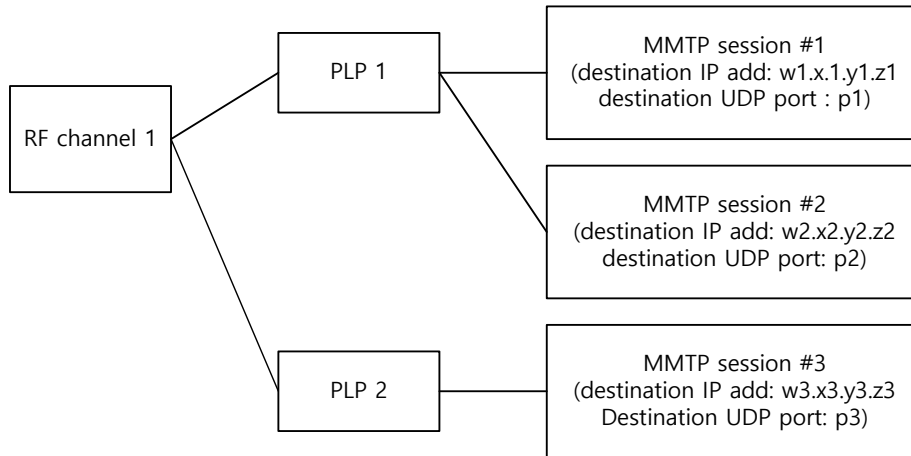 RF channel 1
PLP 1
MMTP session #1
(destination IP add: w1.x.1.y1.z1
destination UDP port : p1)
MMTP session #2
(destination IP add: w2.x2.y2.z2
destination UDP port: p2)
PLP 2
MMTP session #3
(destination IP add: w3.x3.y3.z3
Destination UDP port: p3)